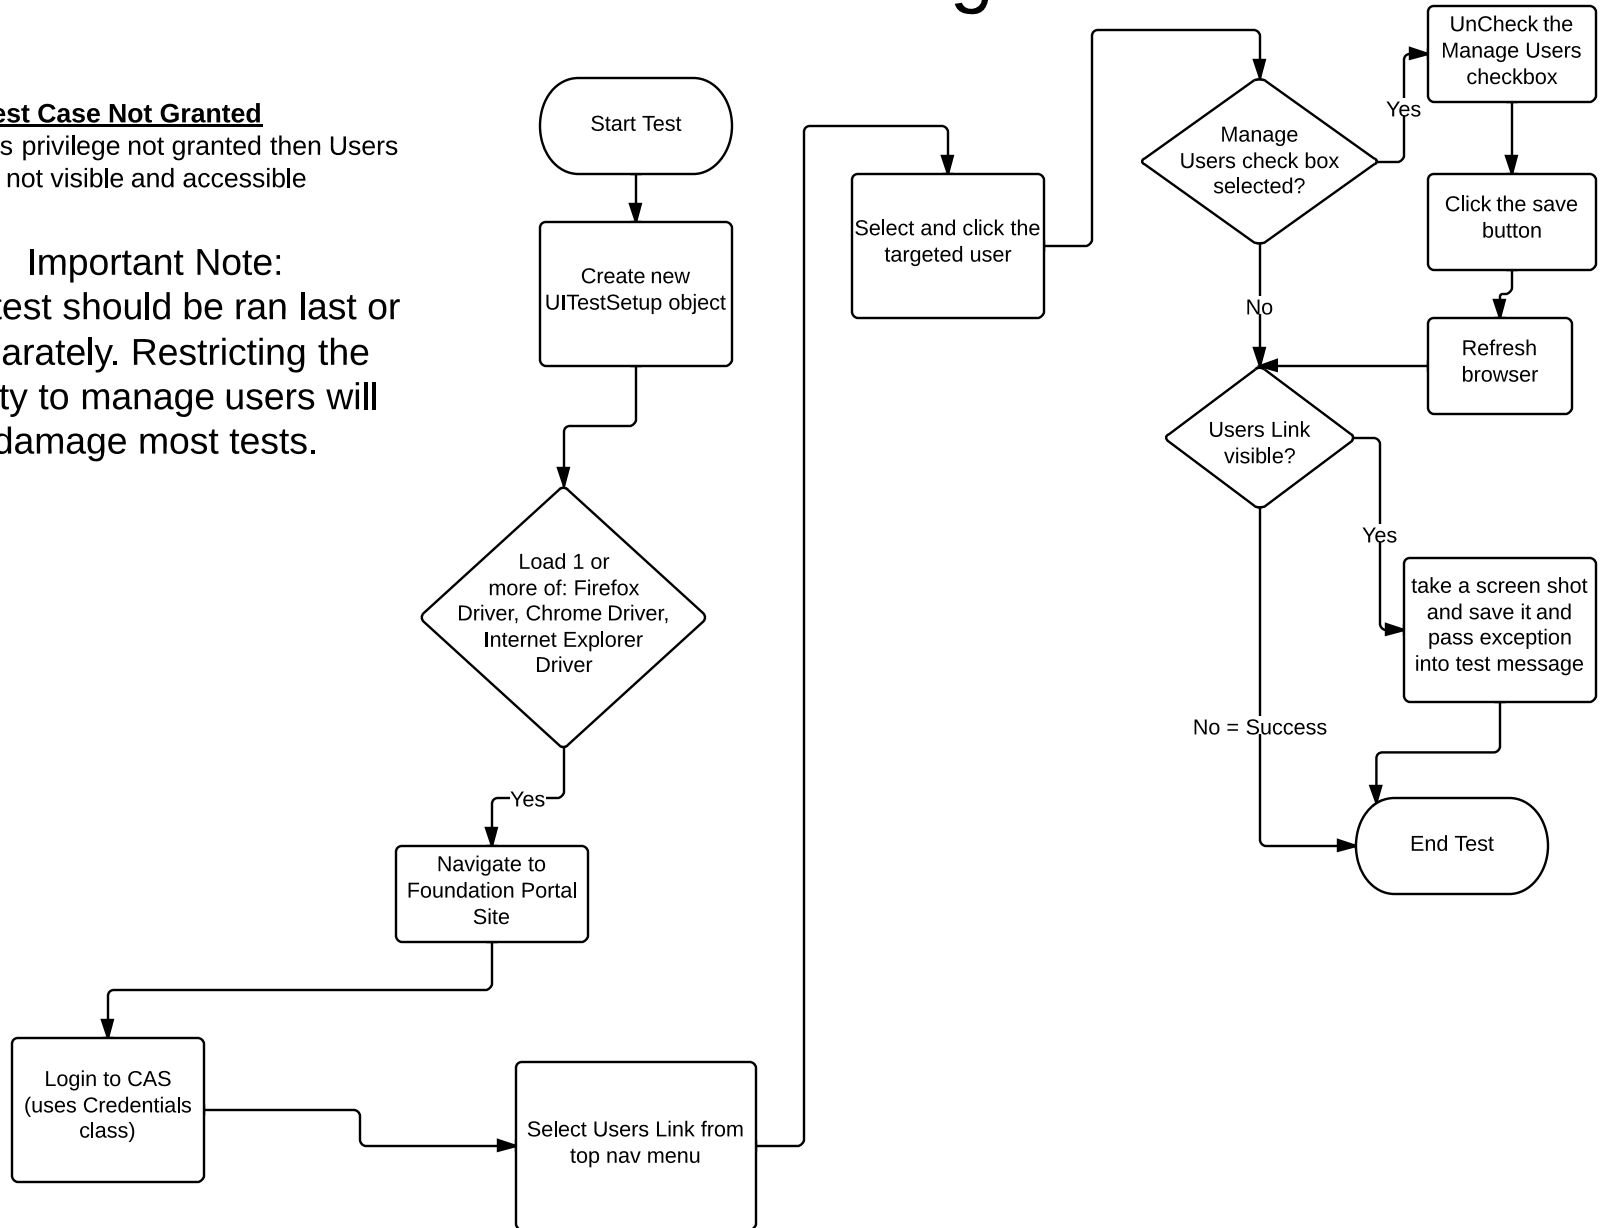 est Case Not Granted
s privilege not granted then Users
not visible and accessible
Important Note:
test should be ran last or
arately. Restricting the
ty to manage users will
damage most tests.
Start Test
Create new
UITestSetup object
Load 1 or
more of: Firefox
Driver, Chrome Driver,
Internet Explorer
Driver
Yes
Navigate to
Foundation Portal
Site
Login to CAS
(uses Credentials
class)
Select Users Link from
top nav menu
Select and click the
targeted user
Manage
Users check box
selected?
Yes
UnCheck the
Manage Users
checkbox
Click the save
button
Refresh
browser
No
Users Link
visible?
Yes
take a screen shot
and save it and
pass exception
into test message
No = Success
End Test